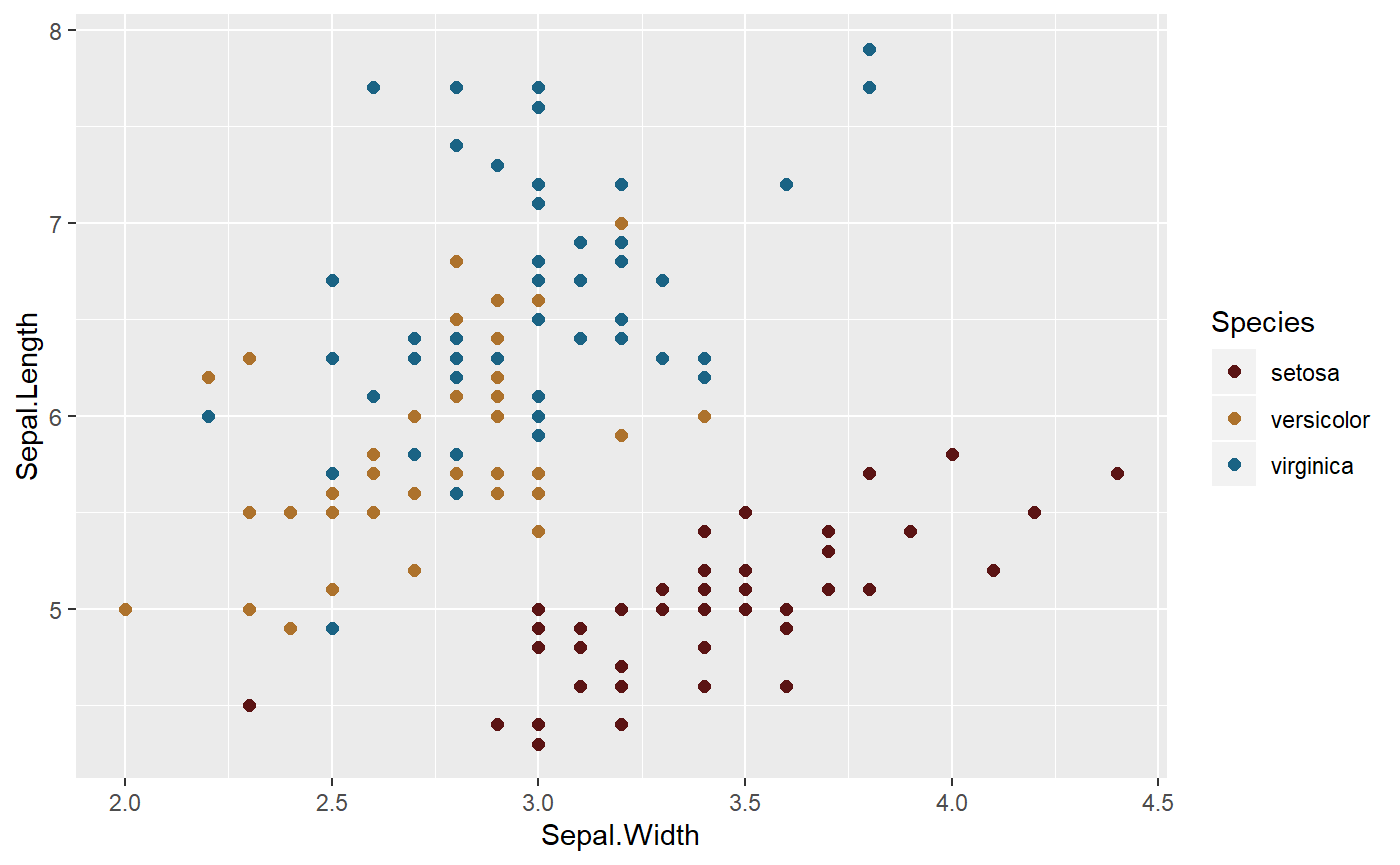 8
7
6
5
Sepal.Length
2.0 2.5 3.0 3.5 4.0 4.5
Sepal.Width
Species
setosa
versicolor
virginica